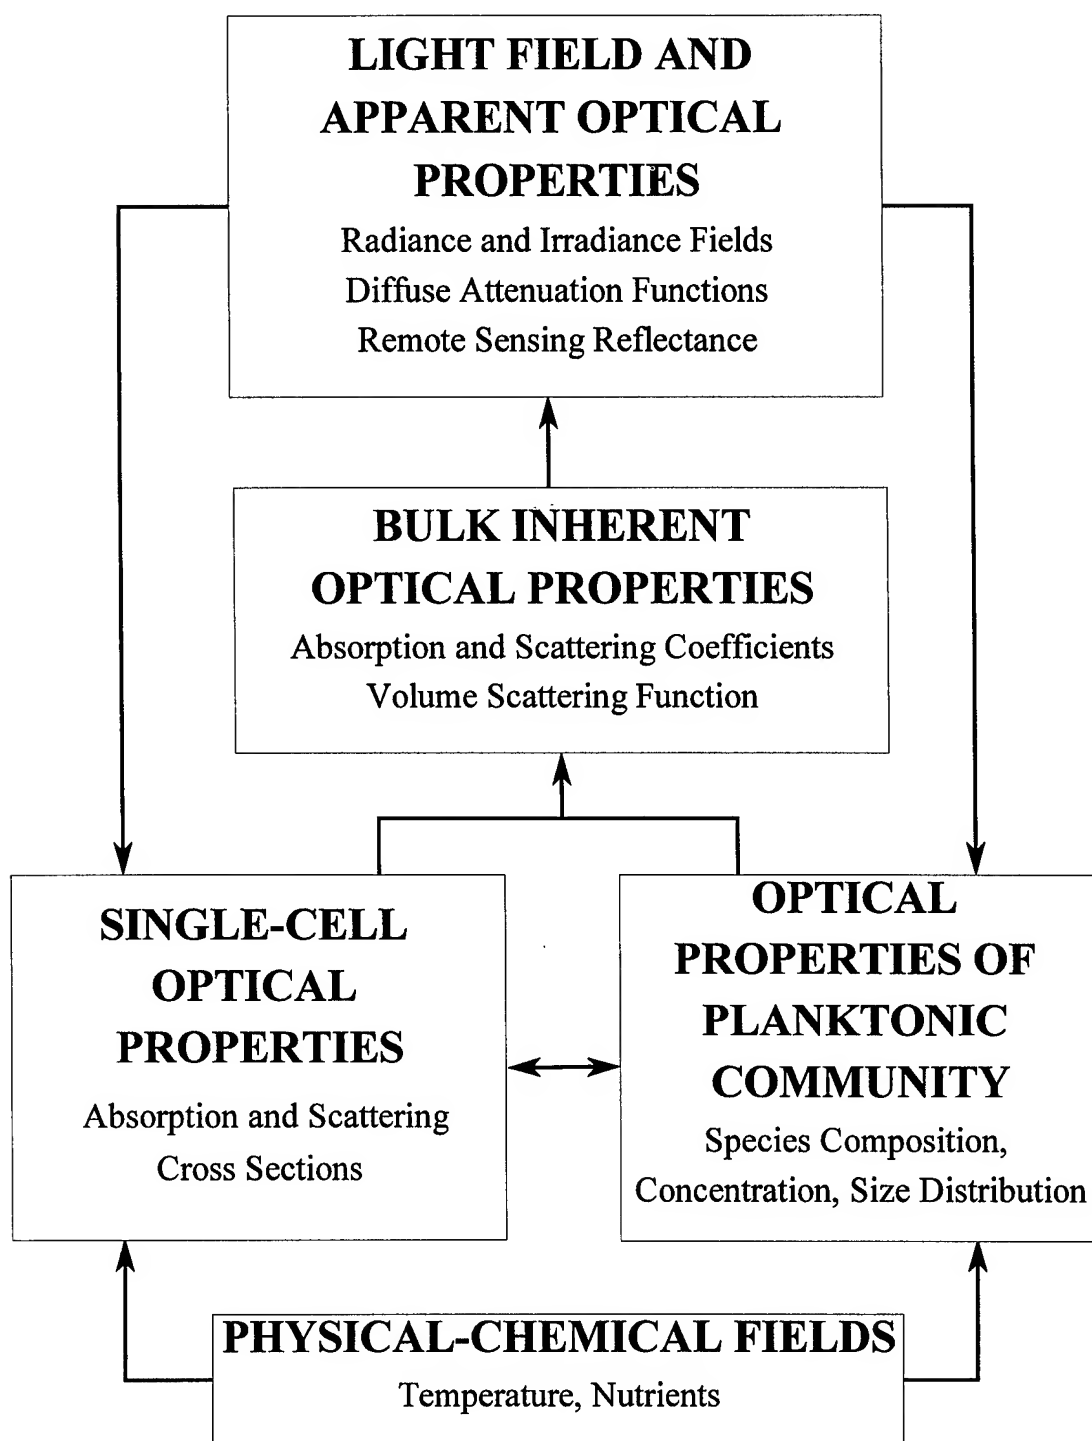 LIGHT FIELD AND
APPARENT OPTICAL
PROPERTIES
Radiance and Irradiance Fields
Diffuse Attenuation Functions
Remote Sensing Reflectance
BULK INHERENT
OPTICAL PROPERTIES
Absorption and Scattering Coefficients
Volume Scattering Function
SINGLE-CELL
OPTICAL
PROPERTIES
Absorption and Scattering
Cross Sections
OPTICAL
PROPERTIES OF
PLANKTONIC
COMMUNITY
Species Composition,
Concentration, Size Distribution
PHYSICAL-CHEMICAL FIELDS
Temperature, Nutrients